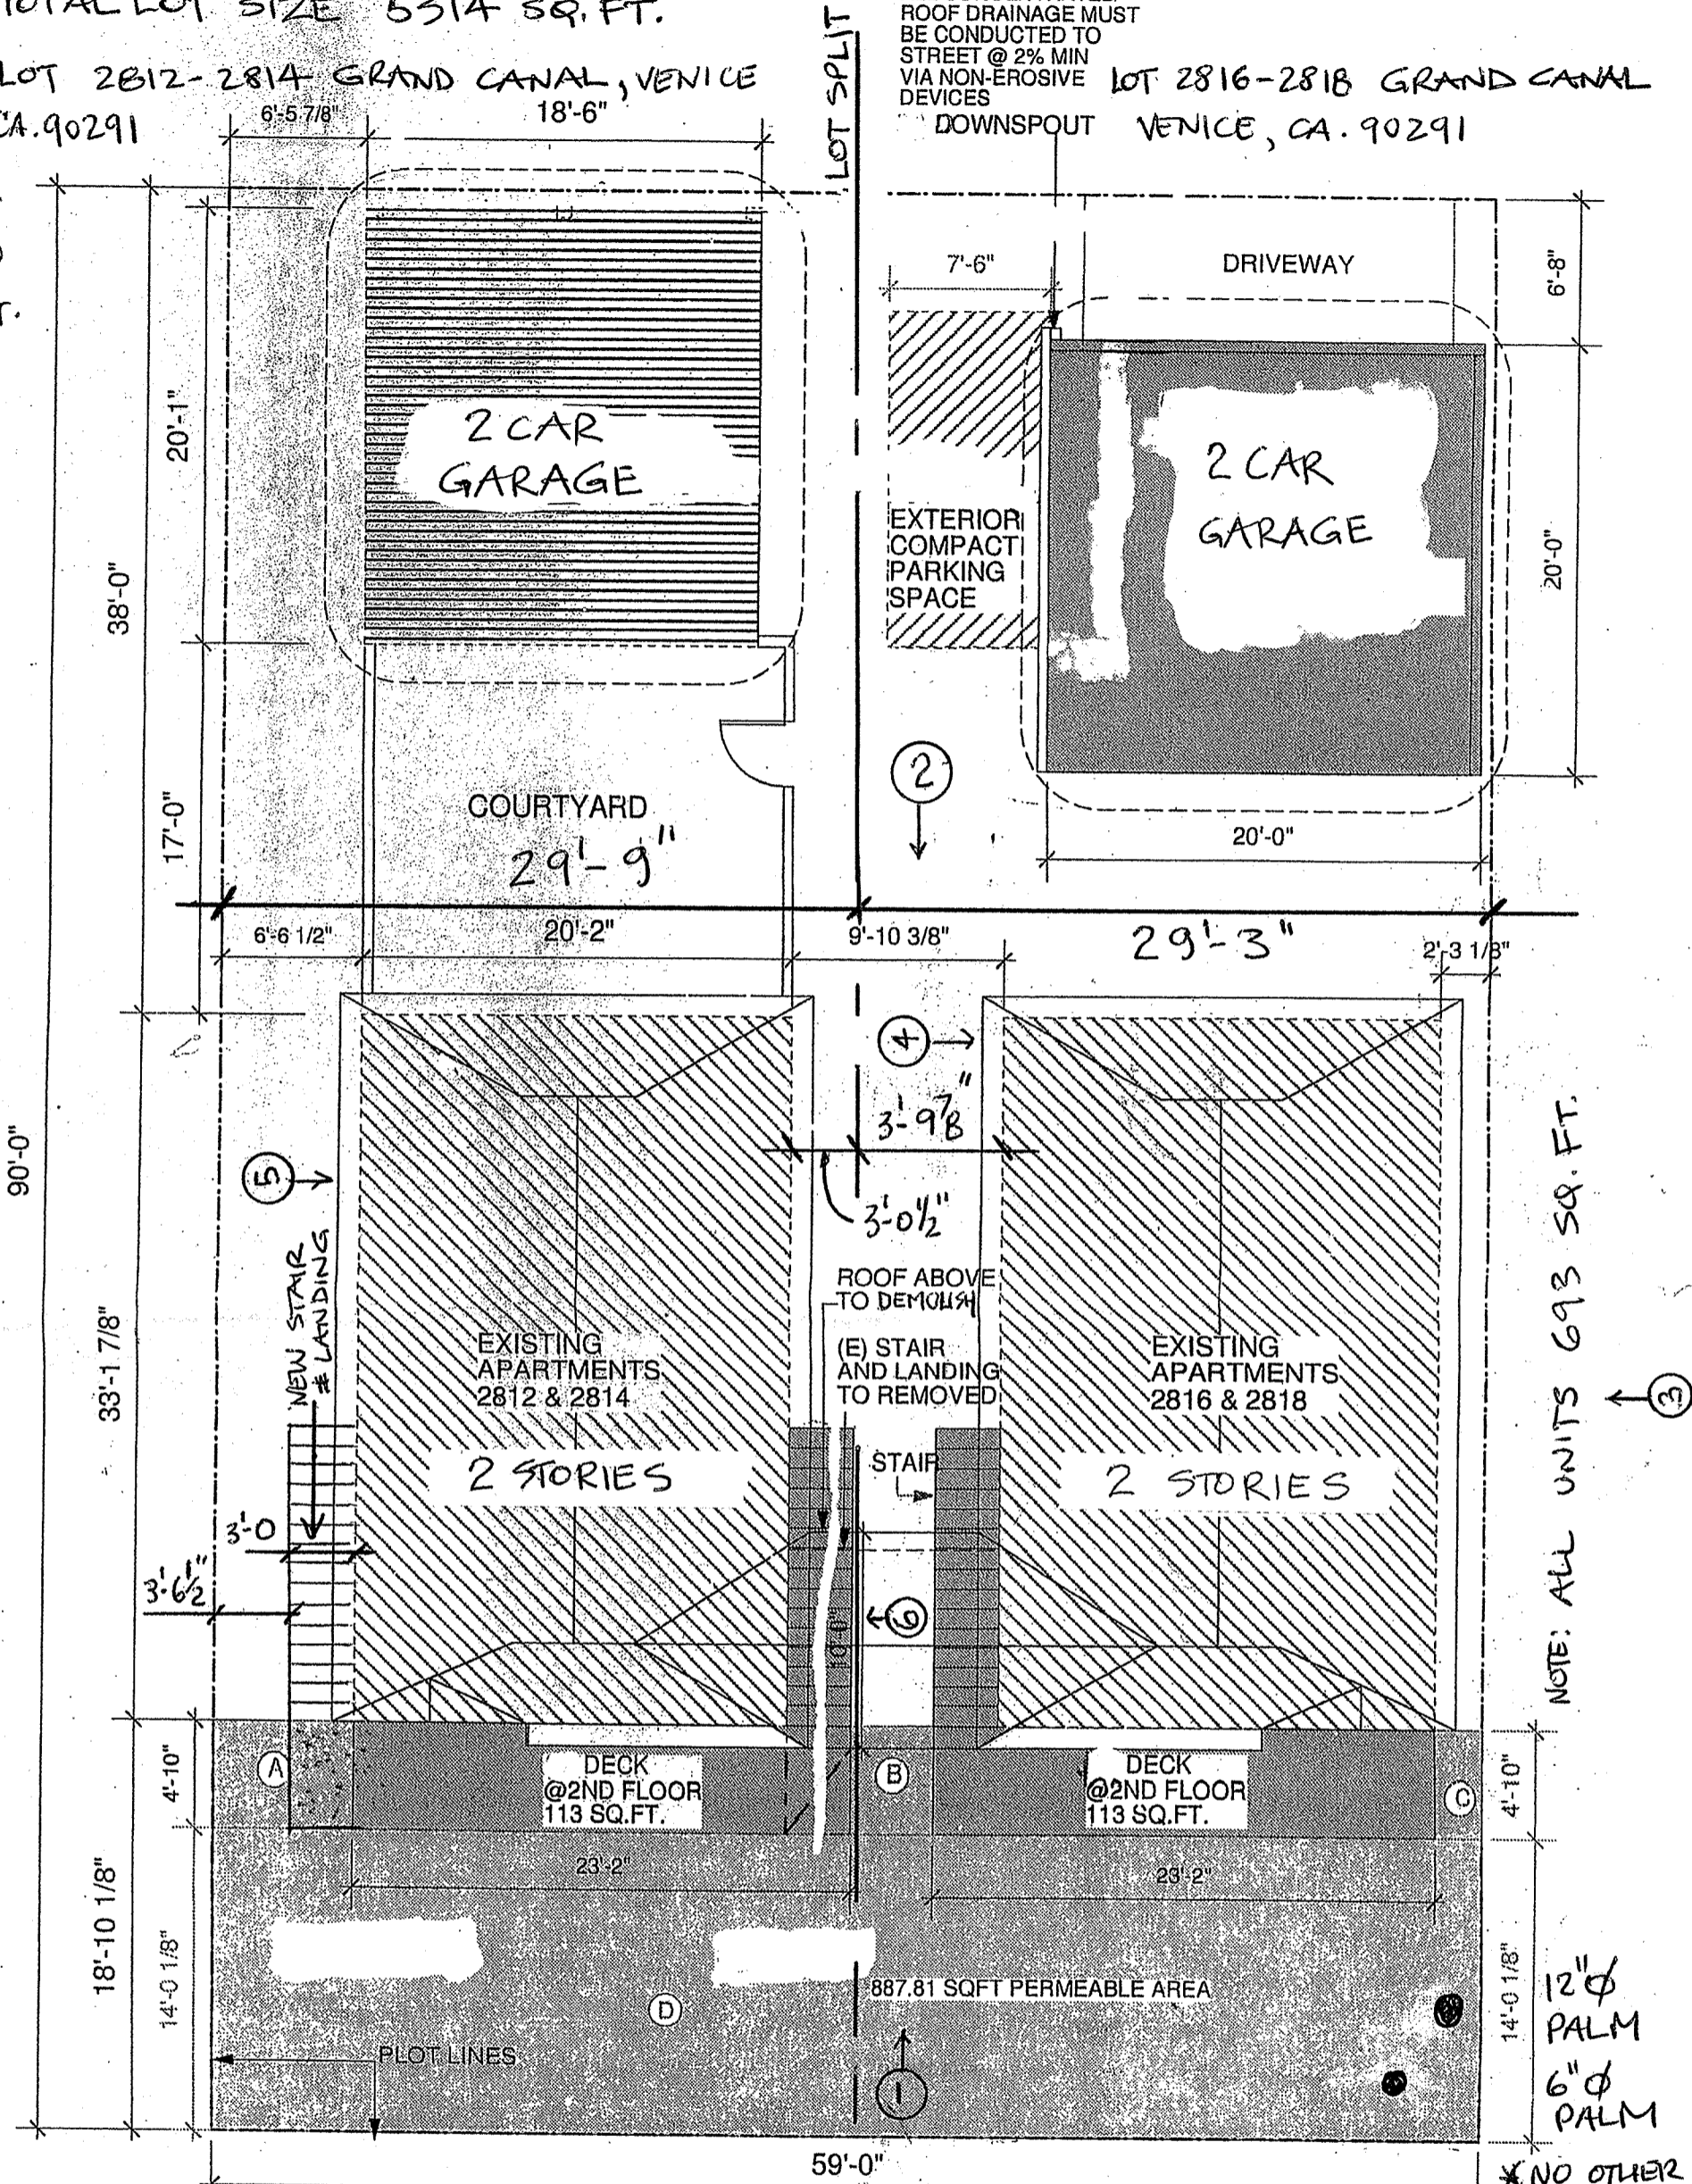 TOTAL LOT SIZE 5314 SQ. FT.
LOT 2812-2814 GRAND CANAL, VENICE
CA. 90291
LOT SPLIT
ROOF DRAINAGE MUST
BE CONDUCTED TO
STREET @ 2% MIN
VIA NON-EROSIVE
DEVICES
DOWNSPOUT
LOT 2816-2818 GRAND CANAL
VENICE, CA. 90291
6'-5 7/8"
18'-6"
7'-6"
DRIVEWAY
6'-8"
20'-1"
38'-0"
2 CAR
GARAGE
EXTERIOR
COMPACT
PARKING
SPACE
2 CAR
GARAGE
20'-0"
2
17'-0"
COURTYARD
29'-9"
20'-0"
6'-6 1/2"
20'-2"
9'-10 3/8"
29'-3"
2'-3 1/8"
4
3'-9 7/8"
3'-0 1/2"
90'-0"
5
NEW STAIR
& LANDING
33'-1 7/8"
ROOF ABOVE
TO DEMOLISH
(E) STAIR
AND LANDING
TO REMOVED
EXISTING
APARTMENTS
2812 & 2814
2 STORIES
EXISTING
APARTMENTS
2816 & 2818
2 STORIES
STAIR
NOTE: ALL UNITS 693 SQ. FT.
3
3'-0
3'-6 1/2"
10'-0"
6
4'-10"
A
DECK
@2ND FLOOR
113 SQ.FT.
B
DECK
@2ND FLOOR
113 SQ.FT.
C
4'-10"
23'-2"
23'-2"
18'-10 1/8"
14'-0 1/8"
887.81 SQFT PERMEABLE AREA
D
PLOT LINES
1
14'-0 1/8"
12"Ø
PALM
6"Ø
PALM
59'-0"
* NO OTHER